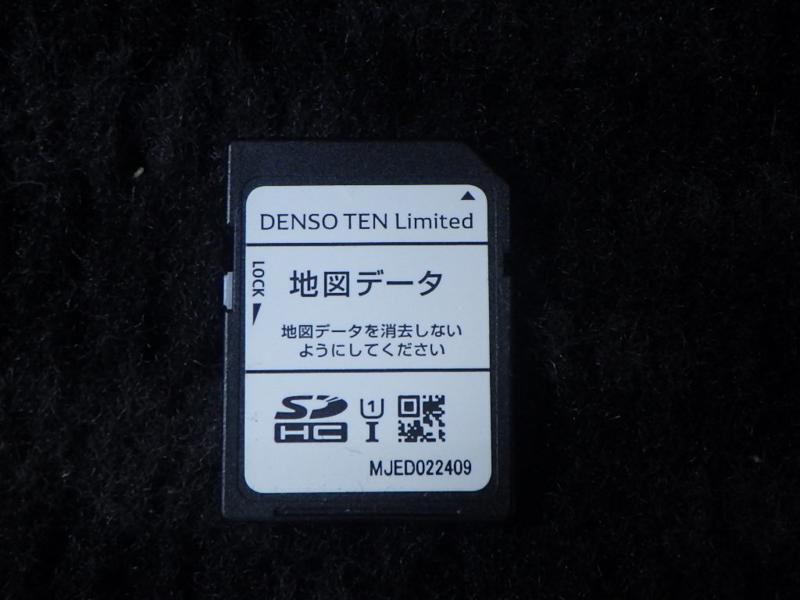 DENSO TEN Limited
LOCK
地図データ
地図データを消去しない
ようにしてください
SD
HC
1
I
MJED022409